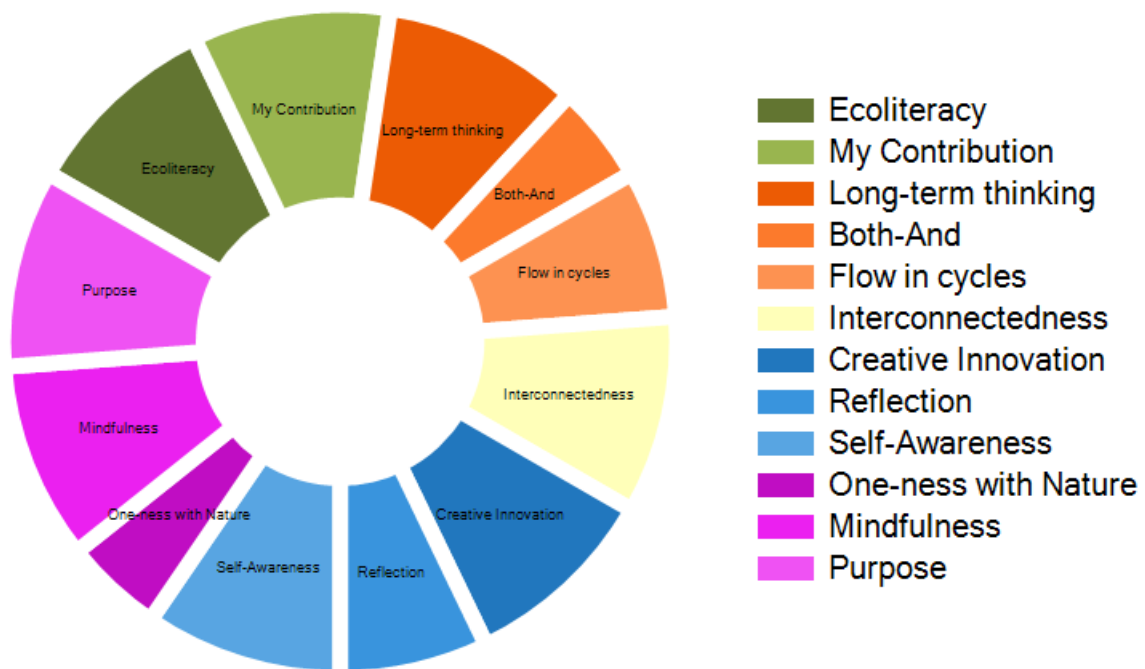 My Contribution
Long-term thinking
Ecoliteracy
Both-And
Flow in cycles
Purpose
Interconnectedness
Mindfulness
One-ness with Nature
Creative Innovation
Self-Awareness
Reflection
Ecoliteracy
My Contribution
Long-term thinking
Both-And
Flow in cycles
Interconnectedness
Creative Innovation
Reflection
Self-Awareness
One-ness with Nature
Mindfulness
Purpose